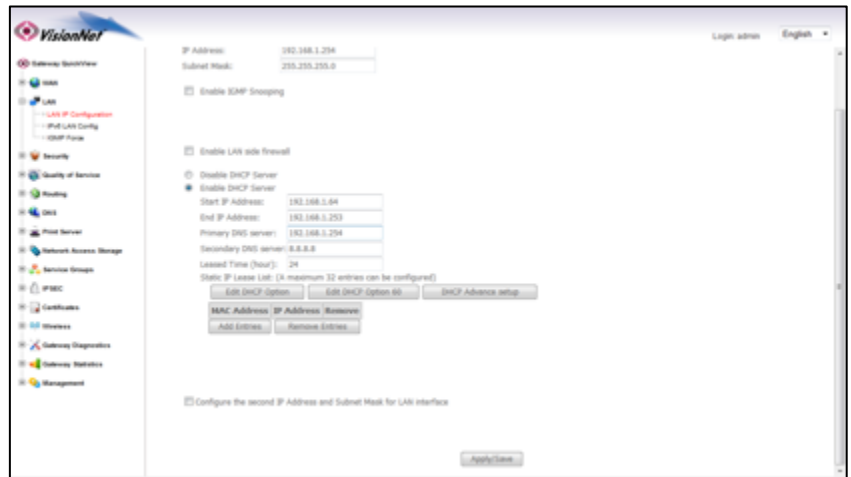 VisionNet
Login: admin
English
Gateway QuickView
WAN
LAN
LAN IP Configuration
IPv6 LAN Config
IGMP Force
Security
Quality of Service
Routing
DNS
Print Server
Network Access Storage
Service Groups
IPSEC
Certificates
Wireless
Gateway Diagnostics
Gateway Statistics
Management
IP Address: 192.168.1.254
Subnet Mask: 255.255.255.0
Enable IGMP Snooping
Enable LAN side firewall
Disable DHCP Server
Enable DHCP Server
Start IP Address: 192.168.1.64
End IP Address: 192.168.1.253
Primary DNS server: 192.168.1.254
Secondary DNS server: 8.8.8.8
Leased Time (hour): 24
Static IP Lease List: (A maximum 32 entries can be configured)
Edit DHCP Option Edit DHCP Option 60 DHCP Advance setup
MAC Address IP Address Remove
Add Entries Remove Entries
Configure the second IP Address and Subnet Mask for LAN interface
Apply/Save